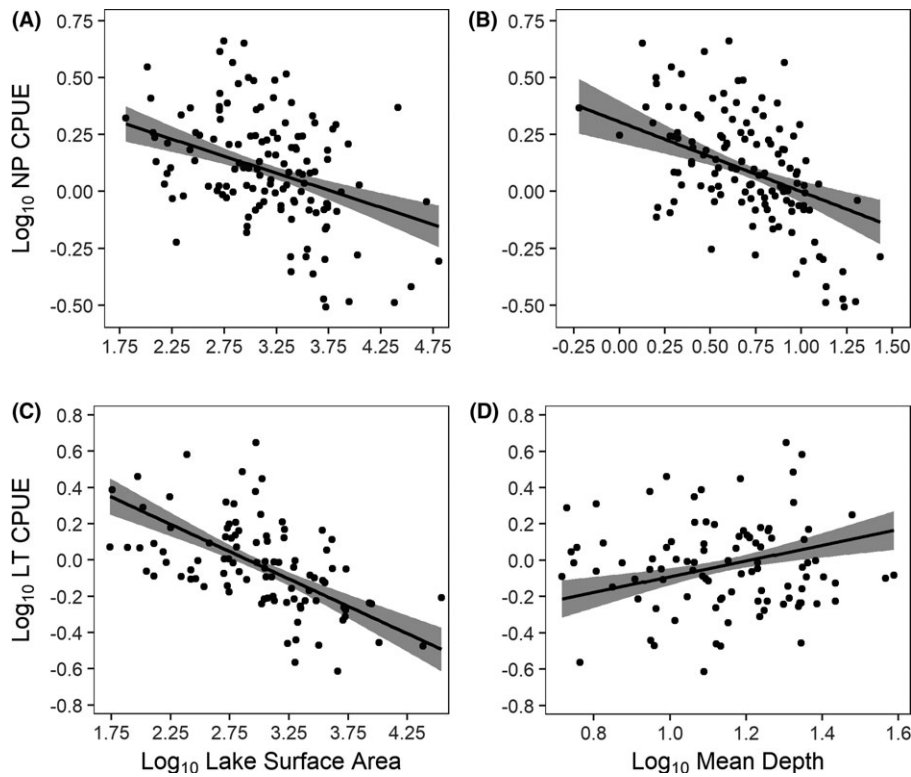 (A)
(B)
Log10 NP CPUE
0.75
0.50
0.25
0.00
-0.25
-0.50
1.75 2.25 2.75 3.25 3.75 4.25 4.75
0.75
0.50
0.25
0.00
-0.25
-0.50
-0.25 0.00 0.25 0.50 0.75 1.00 1.25 1.50
(C)
(D)
Log10 LT CPUE
0.8
0.6
0.4
0.2
0.0
-0.2
-0.4
-0.6
-0.8
1.75 2.25 2.75 3.25 3.75 4.25
Log10 Lake Surface Area
0.8
0.6
0.4
0.2
0.0
-0.2
-0.4
-0.6
-0.8
0.8 1.0 1.2 1.4 1.6
Log10 Mean Depth